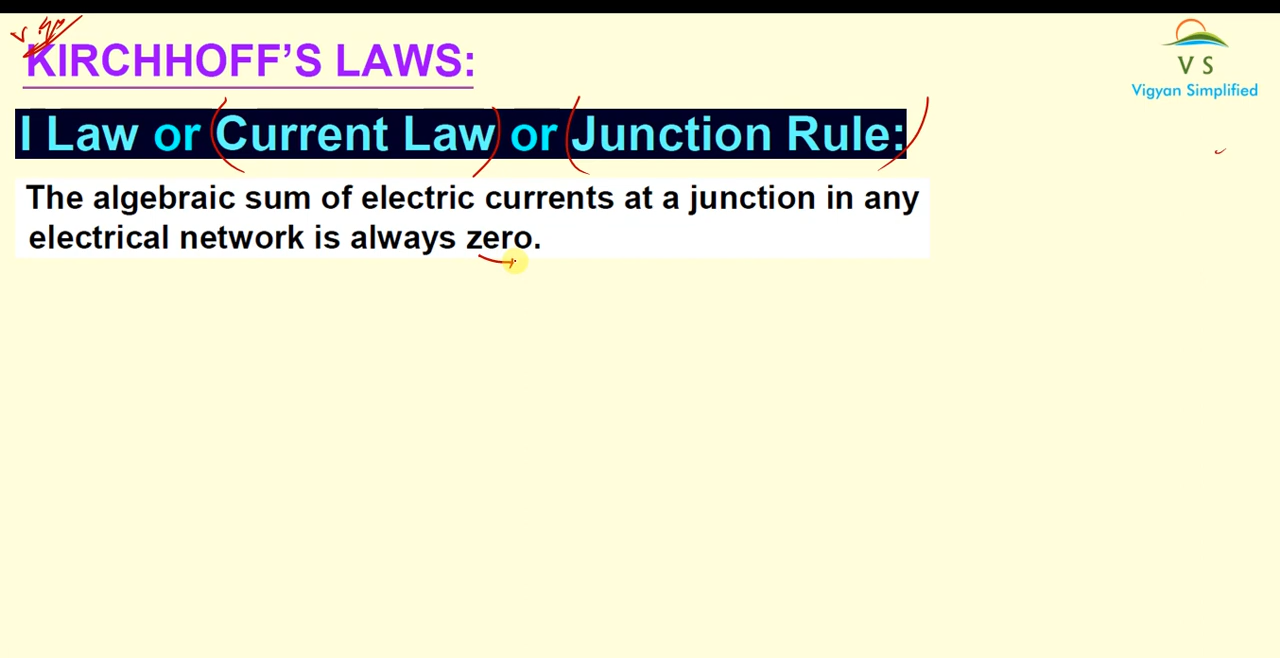 KIRCHHOFF'S LAWS:
V S
Vigyan Simplified
I Law or Current Law or Junction Rule:
The algebraic sum of electric currents at a junction in any
electrical network is always zero.